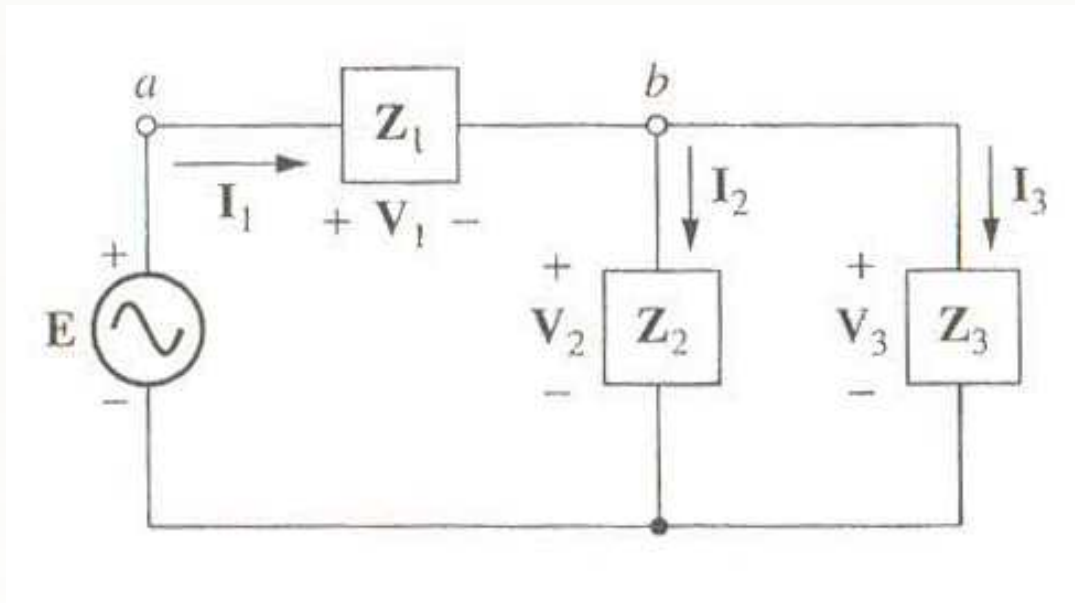 a
b
Z₁
I₁
+ V₁ −
I₂
I₃
+
E
−
+
V₂
−
Z₂
+
V₃
−
Z₃